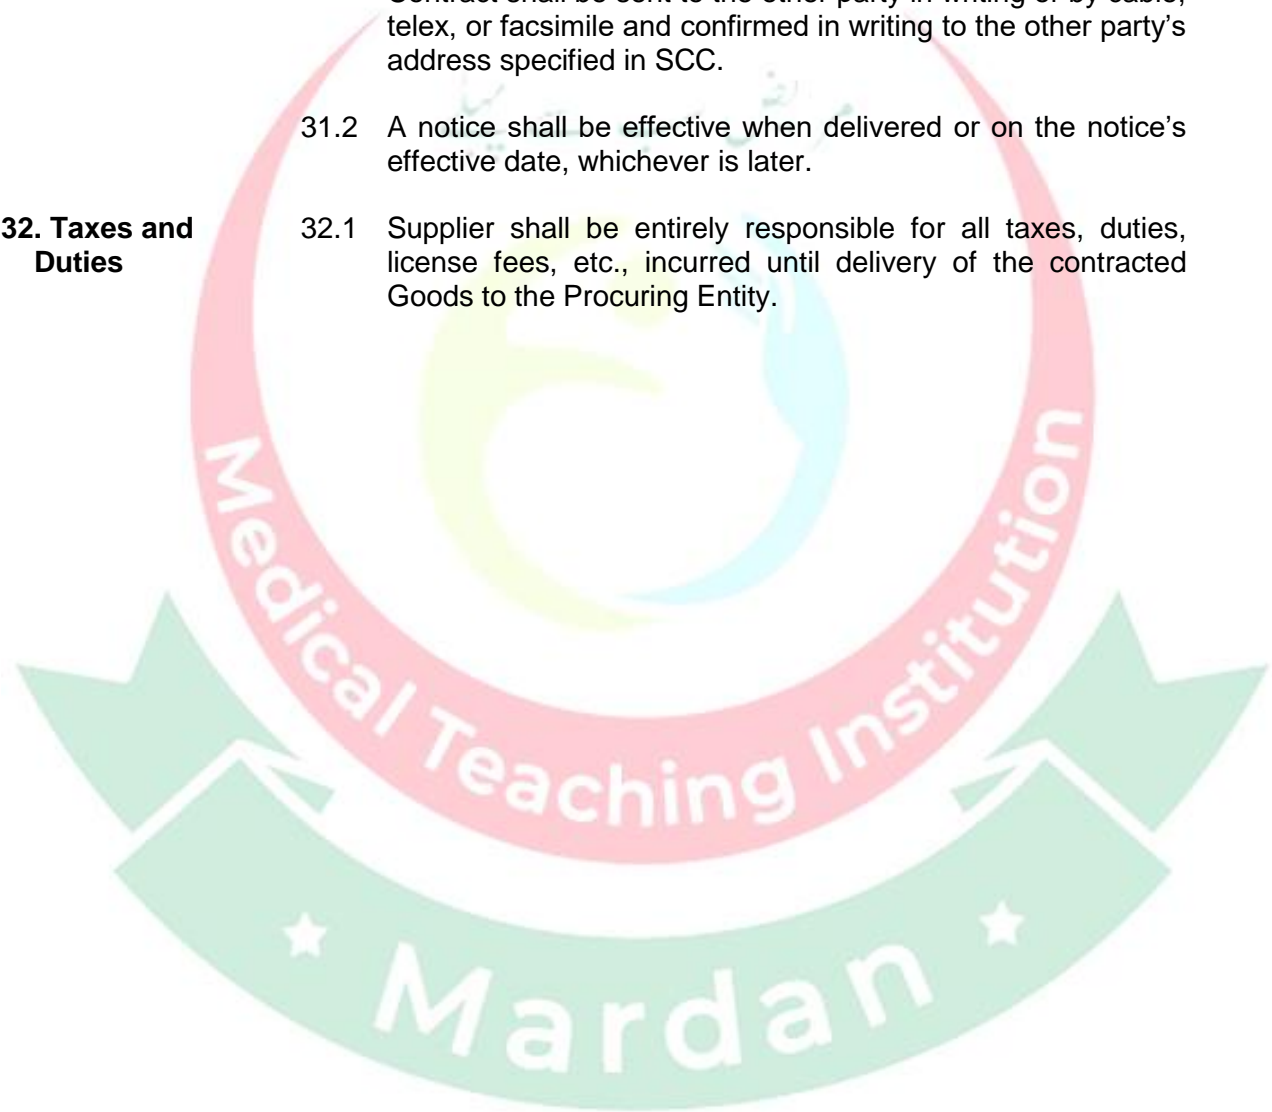 Contract shall be sent to the other party in writing or by cable,
telex, or facsimile and confirmed in writing to the other party's
address specified in SCC.
31.2 A notice shall be effective when delivered or on the notice's
effective date, whichever is later.
32. Taxes and
Duties
32.1 Supplier shall be entirely responsible for all taxes, duties,
license fees, etc., incurred until delivery of the contracted
Goods to the Procuring Entity.
Medical Teaching Institution
Mardan